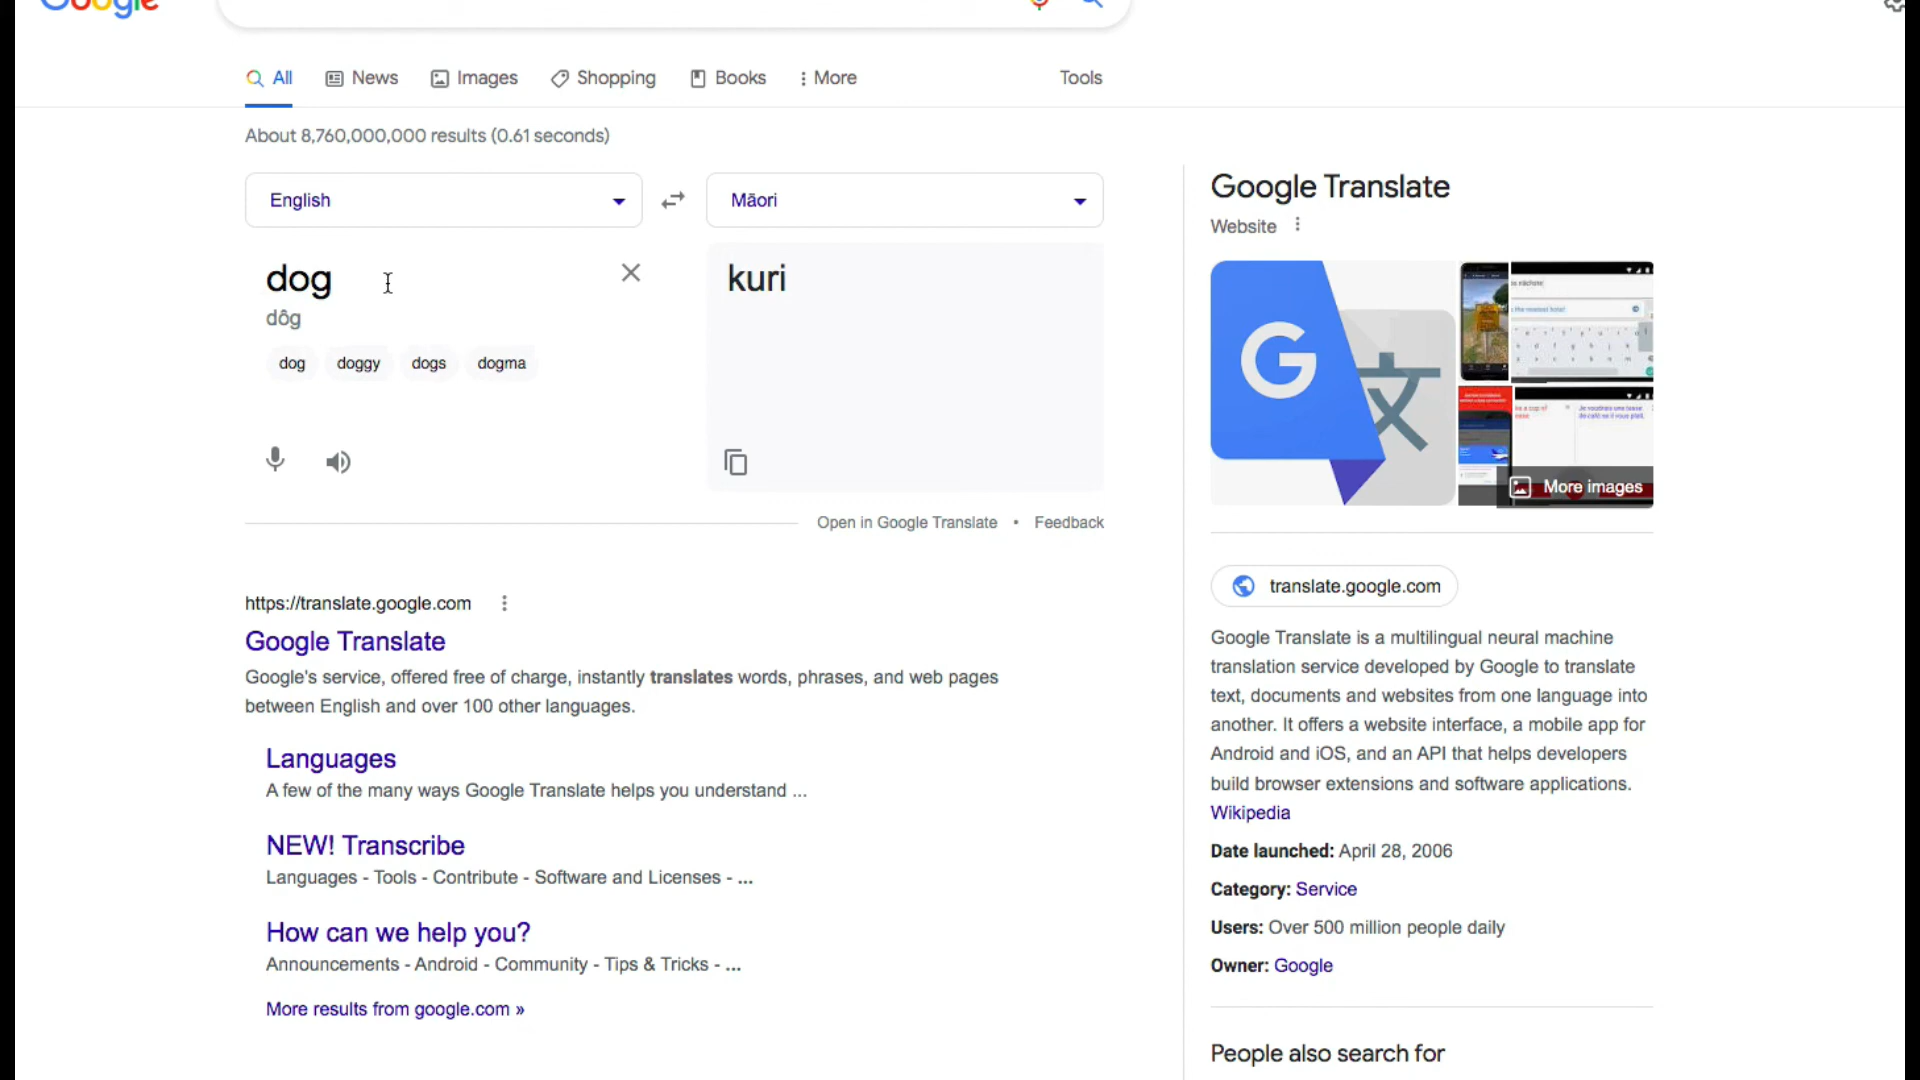 Google
All News Images Shopping Books More Tools
About 8,760,000,000 results (0.61 seconds)
English Māori
dog kuri
dôg
dog doggy dogs dogma
Open in Google Translate • Feedback
https://translate.google.com
Google Translate
Google's service, offered free of charge, instantly translates words, phrases, and web pages
between English and over 100 other languages.
Languages
A few of the many ways Google Translate helps you understand ...
NEW! Transcribe
Languages - Tools - Contribute - Software and Licenses - ...
How can we help you?
Announcements - Android - Community - Tips & Tricks - ...
More results from google.com »
Google Translate
Website
G 文
More images
translate.google.com
Google Translate is a multilingual neural machine
translation service developed by Google to translate
text, documents and websites from one language into
another. It offers a website interface, a mobile app for
Android and iOS, and an API that helps developers
build browser extensions and software applications.
Wikipedia
Date launched: April 28, 2006
Category: Service
Users: Over 500 million people daily
Owner: Google
People also search for